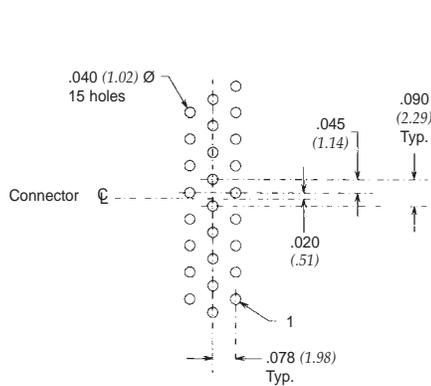 .040 (1.02) Ø
15 holes
.090
(2.29)
Typ.
.045
(1.14)
Connector ℄
.020
(.51)
1
.078 (1.98)
Typ.